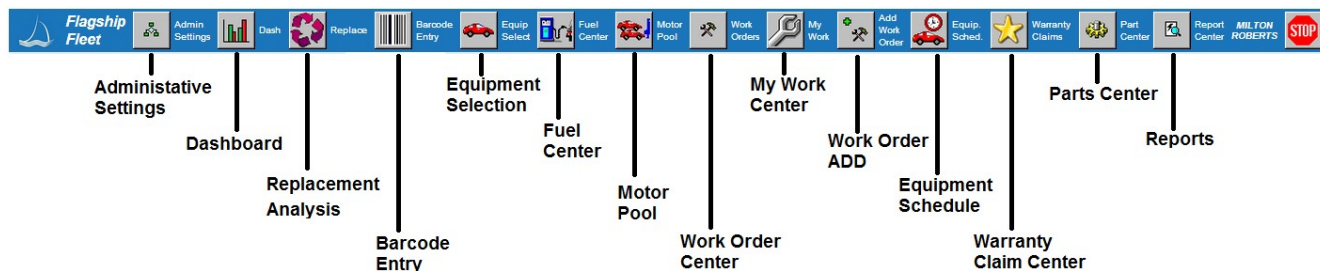 Flagship
Fleet
Admin
Settings
Dash
Replace
Barcode
Entry
Equip
Select
Fuel
Center
Motor
Pool
Work
Orders
My
Work
Add
Work
Order
Equip.
Sched.
Warranty
Claims
Part
Center
Report
Center
MILTON
ROBERTS
STOP
Administative
Settings
Dashboard
Replacement
Analysis
Barcode
Entry
Equipment
Selection
Fuel
Center
Motor
Pool
Work Order
Center
My Work
Center
Work Order
ADD
Equipment
Schedule
Warranty
Claim Center
Parts Center
Reports